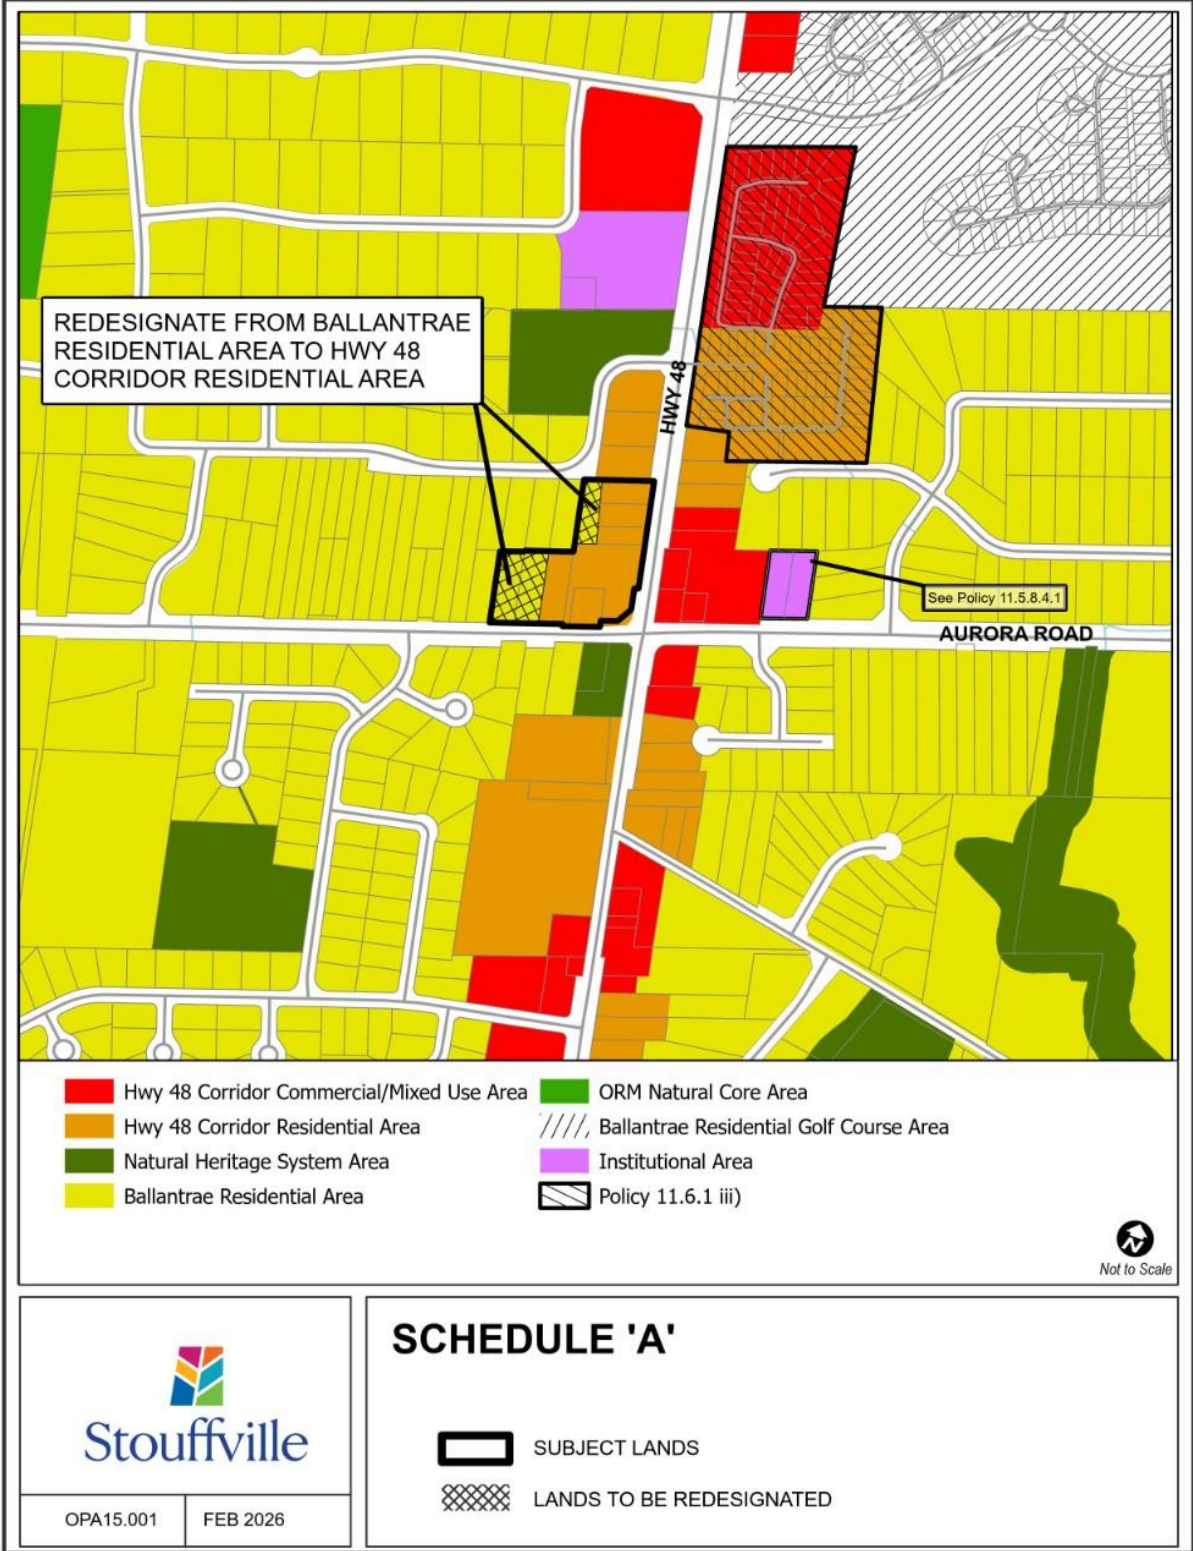 REDESIGNATE FROM BALLANTRAE
RESIDENTIAL AREA TO HWY 48
CORRIDOR RESIDENTIAL AREA
HWY 48
See Policy 11.5.8.4.1
AURORA ROAD
Hwy 48 Corridor Commercial/Mixed Use Area
Hwy 48 Corridor Residential Area
Natural Heritage System Area
Ballantrae Residential Area
ORM Natural Core Area
Ballantrae Residential Golf Course Area
Institutional Area
Policy 11.6.1 iii)
N
Not to Scale
Stouffville
OPA15.001
FEB 2026
SCHEDULE 'A'
SUBJECT LANDS
LANDS TO BE REDESIGNATED